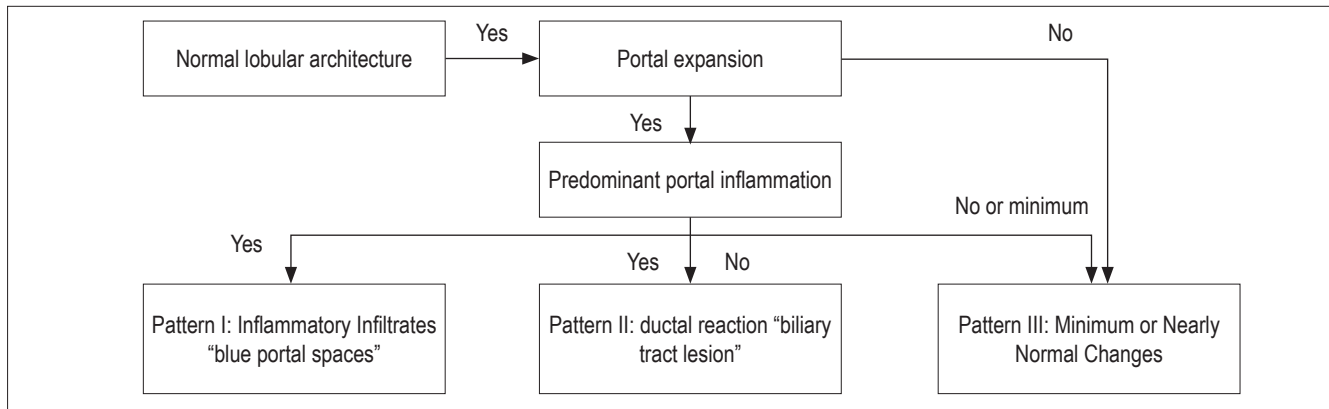 Normal lobular architecture
Yes
Portal expansion
No
Yes
Predominant portal inflammation
No or minimum
Yes
Yes
No
Pattern I: Inflammatory Infiltrates
“blue portal spaces”
Pattern II: ductal reaction “biliary
tract lesion”
Pattern III: Minimum or Nearly
Normal Changes